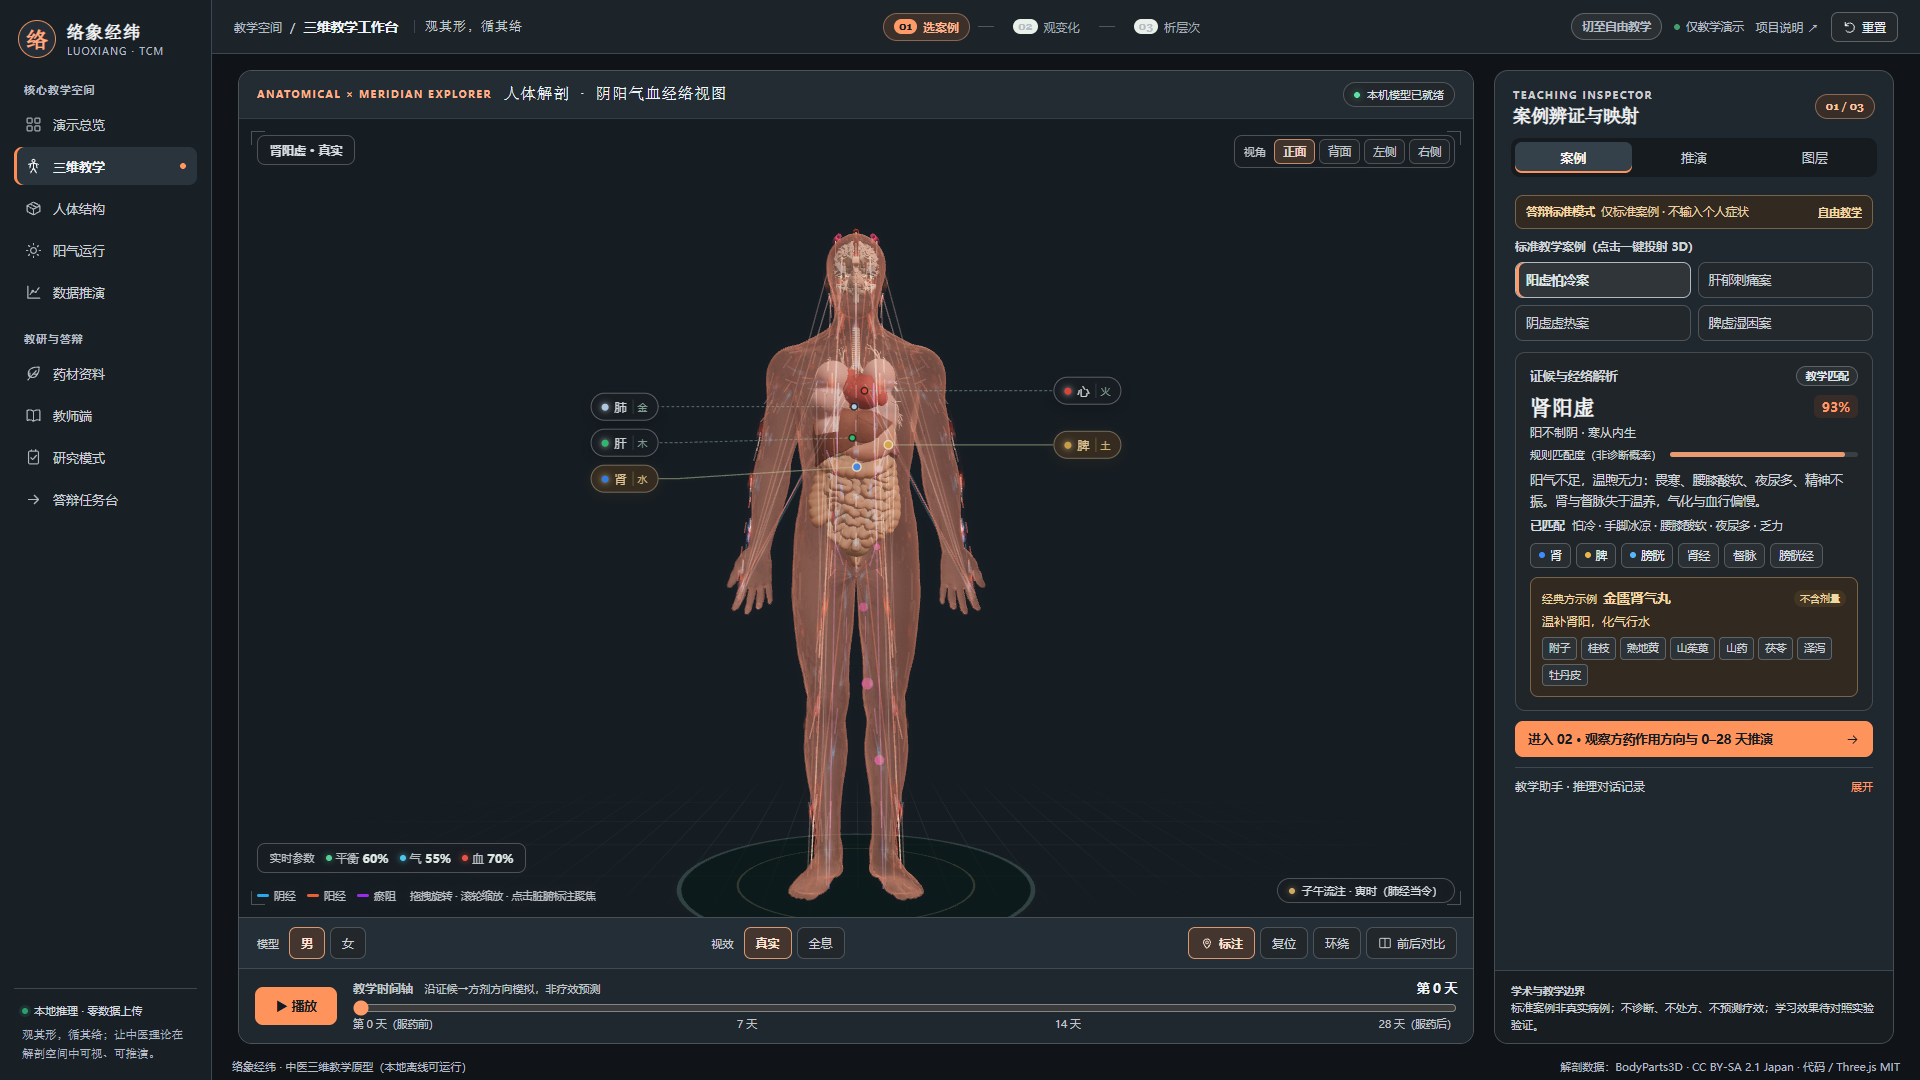 络
络象经纬
LUOXIANG · TCM
核心教学空间
演示总览
三维教学
人体结构
阳气运行
数据推演
教研与答辩
药材资料
教师端
研究模式
答辩任务台
本地推理 · 零数据上传
观其形，循其络；让中医理论在
解剖空间中可视、可推演。
教学空间 / 三维教学工作台 观其形，循其络
01 选案例 02 观变化 03 析层次
切至自由教学 仅教学演示 项目说明 ↗ 重置
ANATOMICAL × MERIDIAN EXPLORER 人体解剖 · 阴阳气血经络视图
本机模型已就绪
肾阳虚 • 真实
视角 正面 背面 左侧 右侧
肺 金
肝 木
肾 水
心 火
脾 土
实时参数 平衡 60% 气 55% 血 70%
阴经 阳经 瘀阻 拖拽旋转 · 滚轮缩放 · 点击脏腑标注聚焦
子午流注 · 寅时（肺经当令）
模型 男 女
视效 真实 全息
标注 复位 环绕 前后对比
▶ 播放
教学时间轴 沿证候→方剂方向模拟，非疗效预测
第 0 天
第 0 天（服药前） 7 天 14 天 28 天（服药后）
络象经纬 · 中医三维教学原型（本地离线可运行）
TEACHING INSPECTOR
案例辨证与映射
01 / 03
案例 推演 图层
答辩标准模式 仅标准案例 · 不输入个人症状 自由教学
标准教学案例（点击一键投射 3D）
阳虚怕冷案 肝郁刺痛案
阴虚虚热案 脾虚湿困案
证候与经络解析 教学匹配
肾阳虚 93%
阳不制阴 · 寒从内生
规则匹配度（非诊断概率）
阳气不足，温煦无力：畏寒、腰膝酸软、夜尿多、精神不
振。肾与督脉失于温养，气化与血行偏慢。
已匹配 怕冷 · 手脚冰凉 · 腰膝酸软 · 夜尿多 · 乏力
肾 脾 膀胱 肾经 督脉 膀胱经
经典方示例 金匮肾气丸 不含剂量
温补肾阳，化气行水
附子 桂枝 熟地黄 山茱萸 山药 茯苓 泽泻
牡丹皮
进入 02 • 观察方药作用方向与 0–28 天推演 →
教学助手 · 推理对话记录 展开
学术与教学边界
标准案例非真实病例；不诊断、不处方、不预测疗效；学习效果待对照实验
验证。
解剖数据：BodyParts3D · CC BY-SA 2.1 Japan · 代码 / Three.js MIT